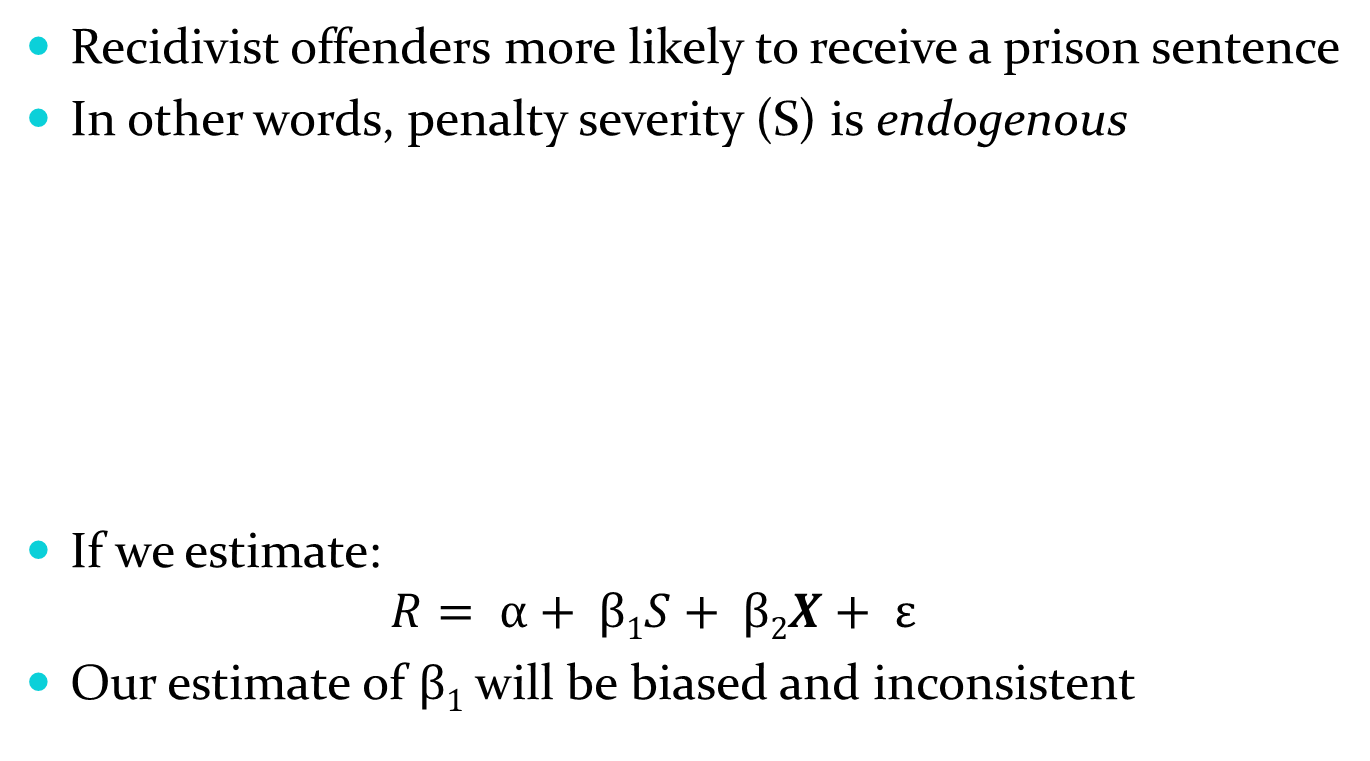 • Recidivist offenders more likely to receive a prison sentence
• In other words, penalty severity (S) is endogenous
• If we estimate:
R = α + β₁S + β₂X + ε
• Our estimate of β₁ will be biased and inconsistent